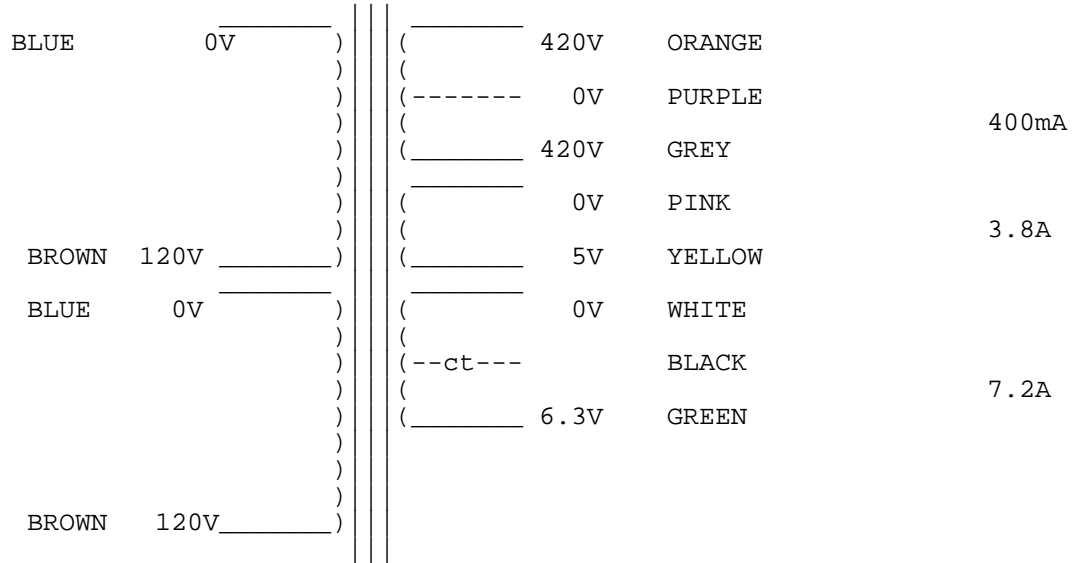 BLUE 0V 420V ORANGE
0V PURPLE
400mA
420V GREY
0V PINK
3.8A
BROWN 120V 5V YELLOW
BLUE 0V 0V WHITE
ct BLACK
7.2A
6.3V GREEN
BROWN 120V